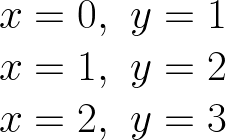 x = 0, y = 1
x = 1, y = 2
x = 2, y = 3